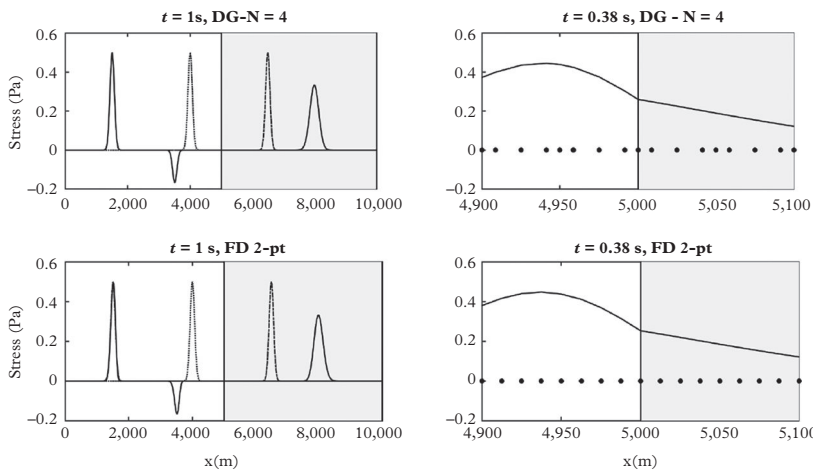 t = 1s, DG-N = 4
Stress (Pa)
0.6
0.4
0.2
0
–0.2
0 2,000 4,000 6,000 8,000 10,000
t = 0.38 s, DG - N = 4
0.6
0.4
0.2
0
–0.2
4,900 4,950 5,000 5,050 5,100
t = 1 s, FD 2-pt
Stress (Pa)
0.6
0.4
0.2
0
–0.2
0 2,000 4,000 6,000 8,000 10,000
x(m)
t = 0.38 s, FD 2-pt
0.6
0.4
0.2
0
–0.2
4,900 4,950 5,000 5,050 5,100
x(m)